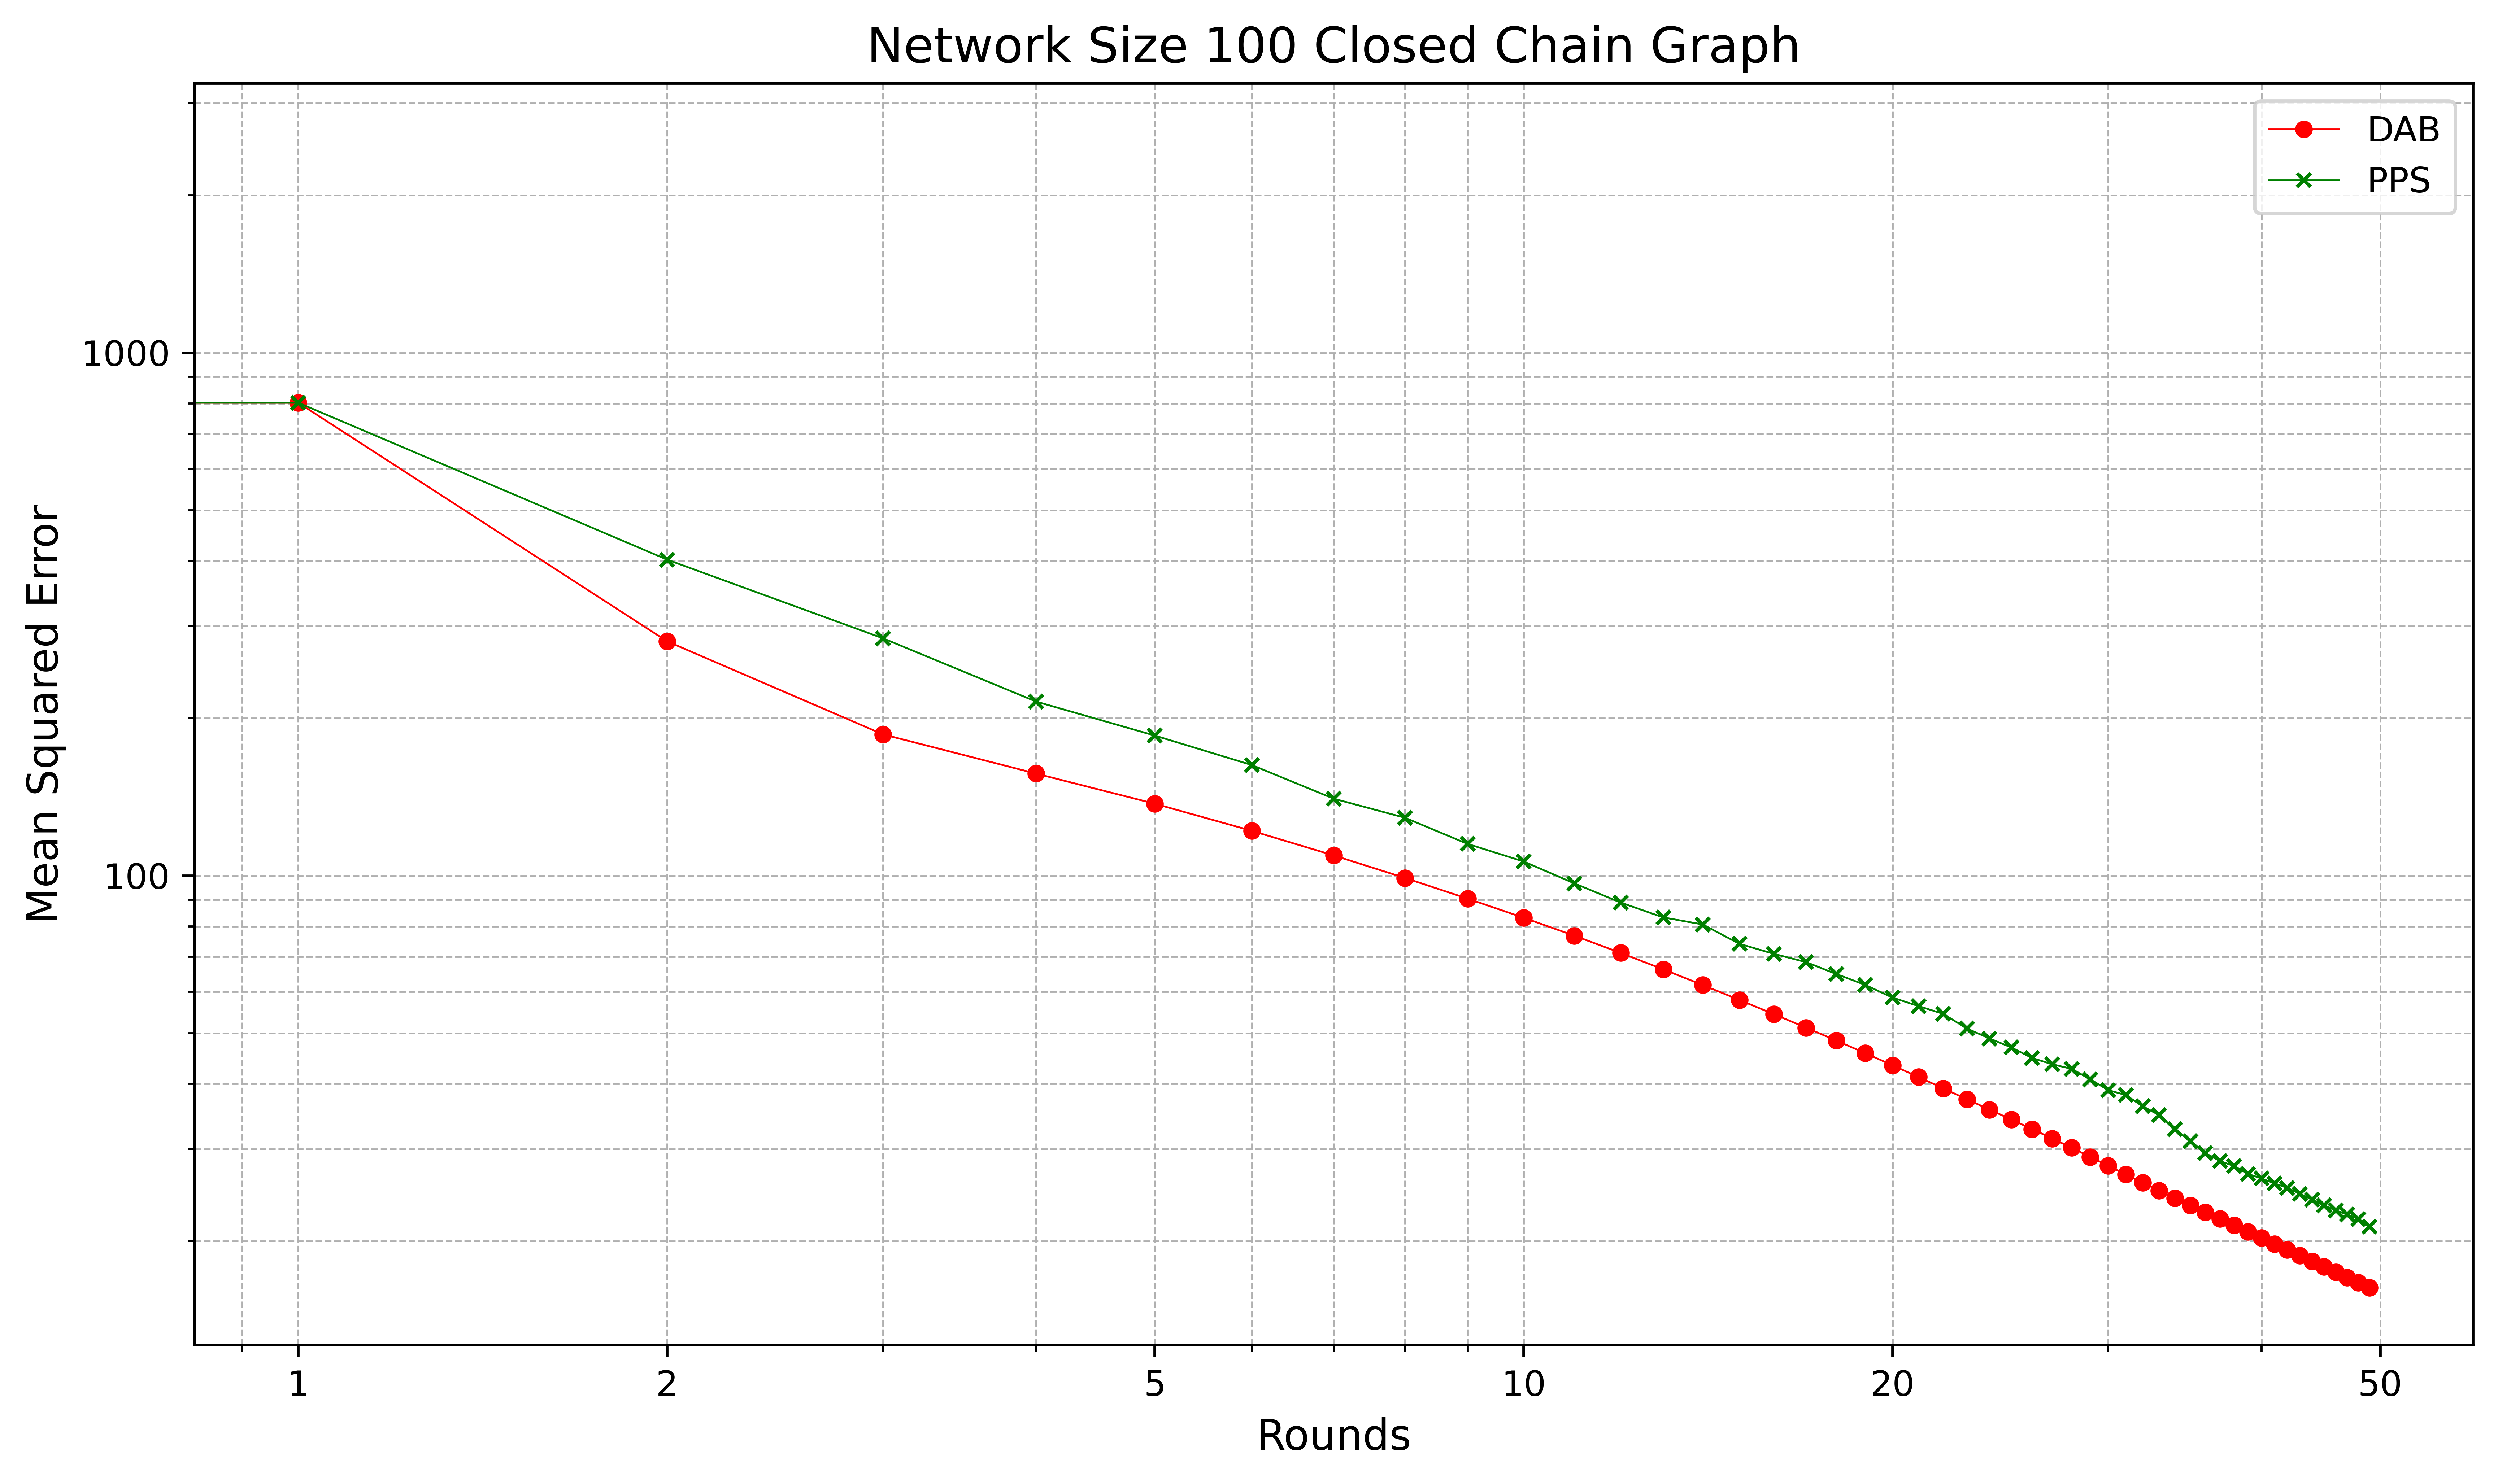 Network Size 100 Closed Chain Graph
DAB
PPS
Mean Squared Error
1000
100
1 2 5 10 20 50
Rounds